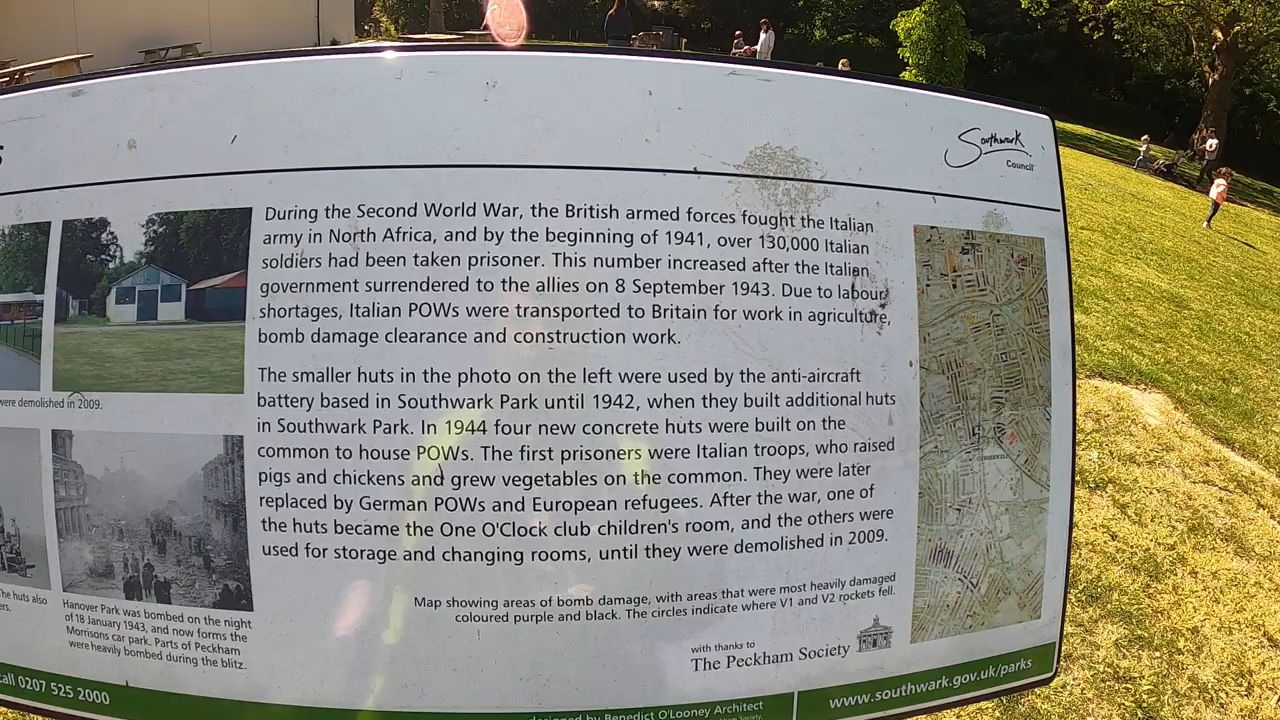 Southwark
Council
During the Second World War, the British armed forces fought the Italian
army in North Africa, and by the beginning of 1941, over 130,000 Italian
soldiers had been taken prisoner. This number increased after the Italian
government surrendered to the allies on 8 September 1943. Due to labour
shortages, Italian POWs were transported to Britain for work in agriculture,
bomb damage clearance and construction work.
The smaller huts in the photo on the left were used by the anti-aircraft
battery based in Southwark Park until 1942, when they built additional huts
in Southwark Park. In 1944 four new concrete huts were built on the
common to house POWs. The first prisoners were Italian troops, who raised
pigs and chickens and grew vegetables on the common. They were later
replaced by German POWs and European refugees. After the war, one of
the huts became the One O'Clock club children's room, and the others were
used for storage and changing rooms, until they were demolished in 2009.
were demolished in 2009.
The huts also
Hanover Park was bombed on the night
of 18 January 1943, and now forms the
Morrisons car park. Parts of Peckham
were heavily bombed during the blitz.
Map showing areas of bomb damage, with areas that were most heavily damaged
coloured purple and black. The circles indicate where V1 and V2 rockets fell.
with thanks to
The Peckham Society
call 0207 525 2000
designed by Benedict O'Looney Architect
www.southwark.gov.uk/parks